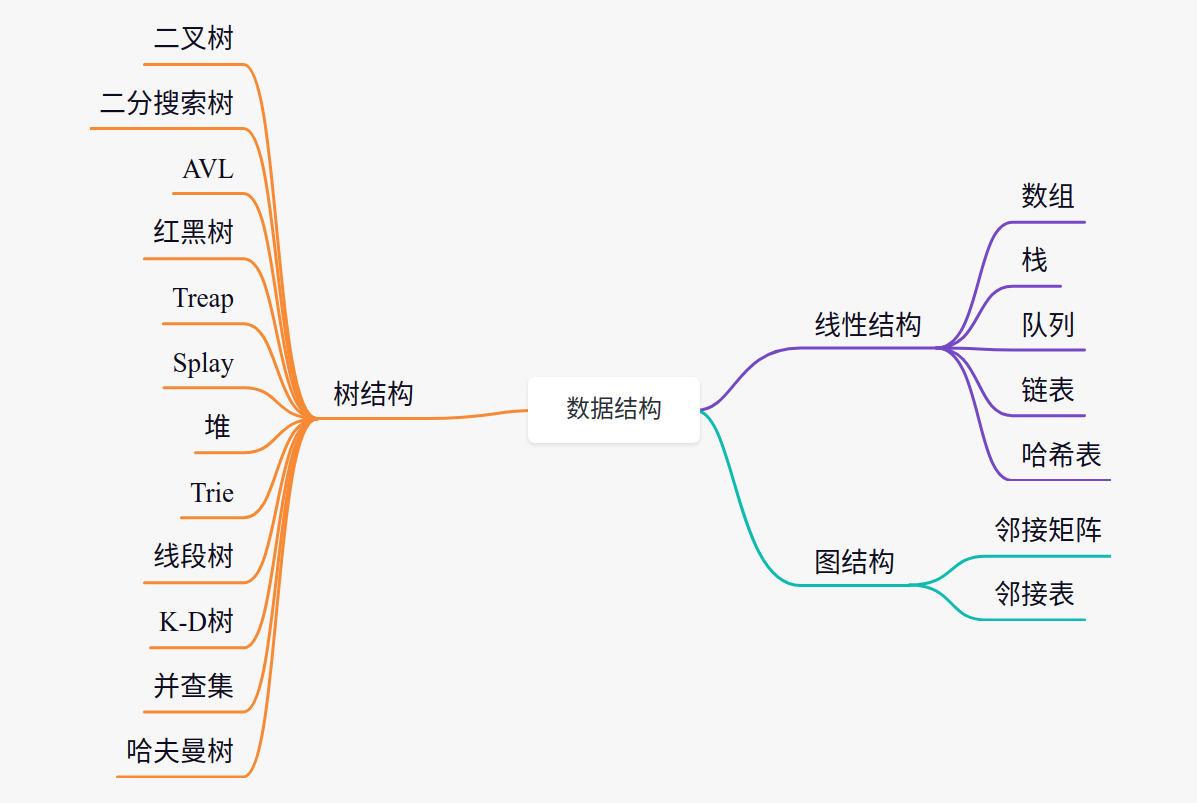 数据结构
线性结构
数组
栈
队列
链表
哈希表
图结构
邻接矩阵
邻接表
树结构
二叉树
二分搜索树
AVL
红黑树
Treap
Splay
堆
Trie
线段树
K-D树
并查集
哈夫曼树